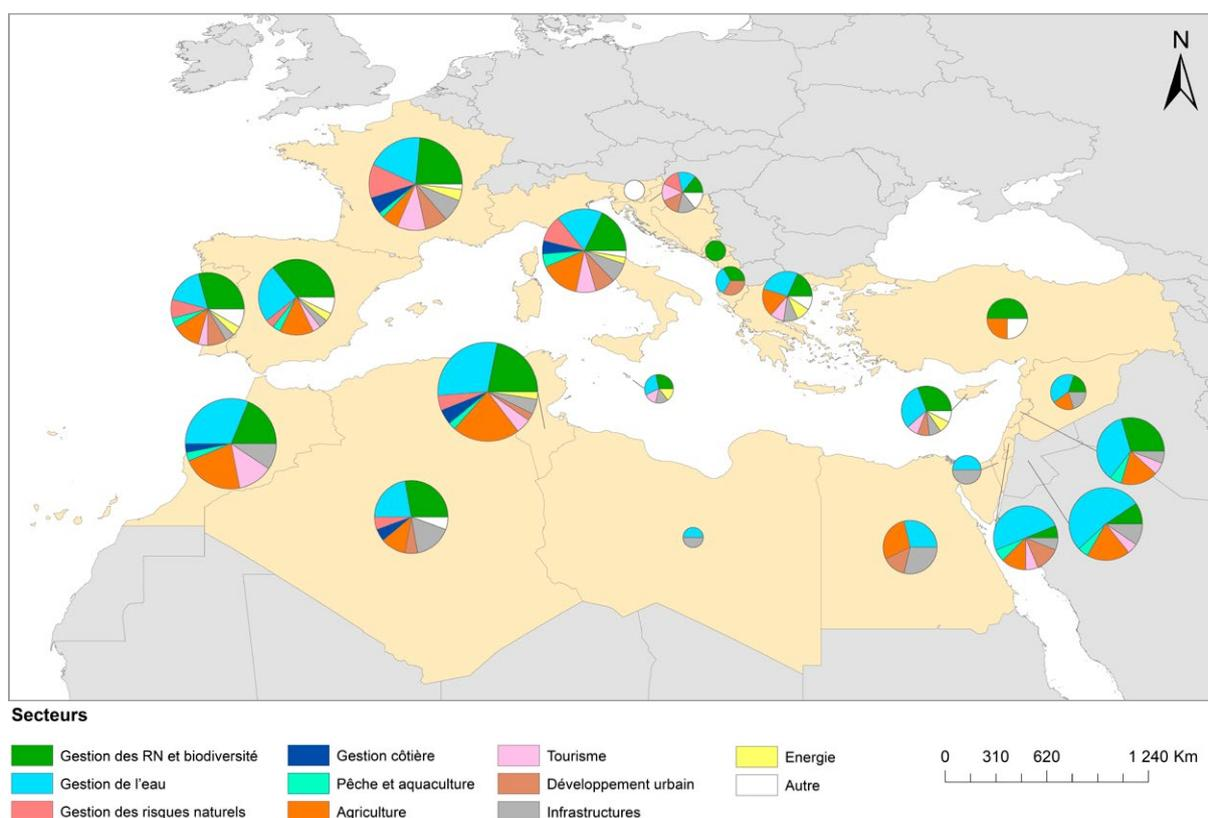 N
Secteurs
Gestion des RN et biodiversité
Gestion de l'eau
Gestion des risques naturels
Gestion côtière
Pêche et aquaculture
Agriculture
Tourisme
Développement urbain
Infrastructures
Energie
Autre
0 310 620 1 240 Km